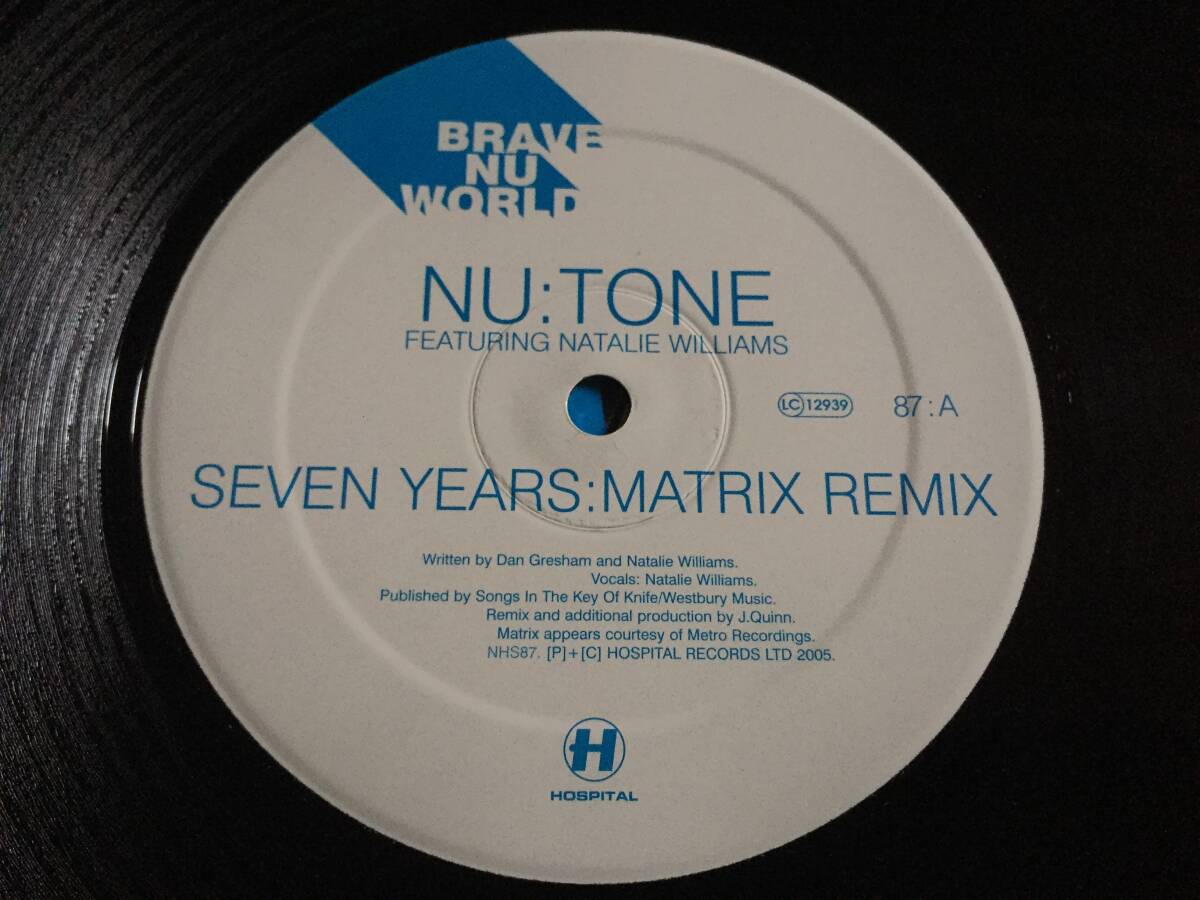 BRAVE
NU
WORLD
NU:TONE
FEATURING NATALIE WILLIAMS
LC 12939
87:A
SEVEN YEARS:MATRIX REMIX
Written by Dan Gresham and Natalie Williams.
Vocals: Natalie Williams.
Published by Songs In The Key Of Knife/Westbury Music.
Remix and additional production by J.Quinn.
Matrix appears courtesy of Metro Recordings.
NHS87. [P]+[C] HOSPITAL RECORDS LTD 2005.
H
HOSPITAL